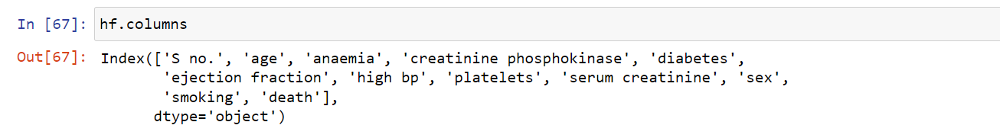 In [67]: hf.columns
Out[67]: Index(['S no.', 'age', 'anaemia', 'creatinine phosphokinase', 'diabetes',
'ejection fraction', 'high bp', 'platelets', 'serum creatinine', 'sex',
'smoking', 'death'],
dtype='object')